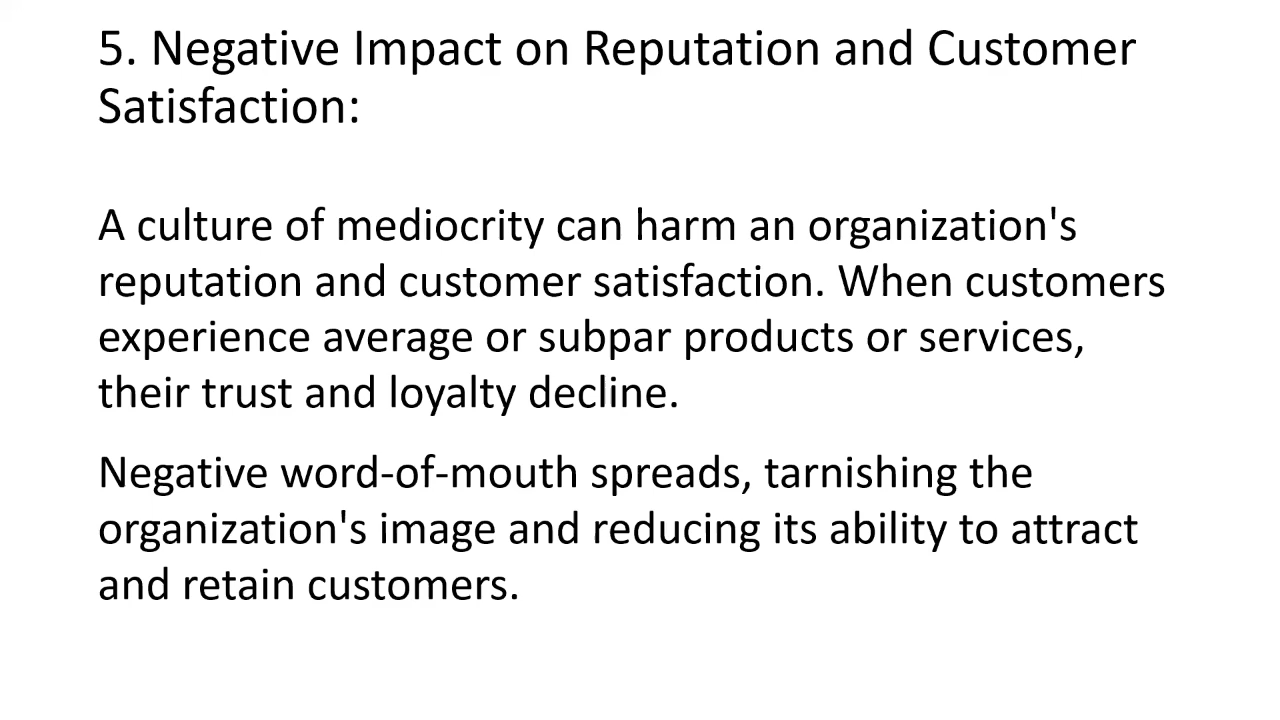 5. Negative Impact on Reputation and Customer
Satisfaction:
A culture of mediocrity can harm an organization's
reputation and customer satisfaction. When customers
experience average or subpar products or services,
their trust and loyalty decline.
Negative word-of-mouth spreads, tarnishing the
organization's image and reducing its ability to attract
and retain customers.